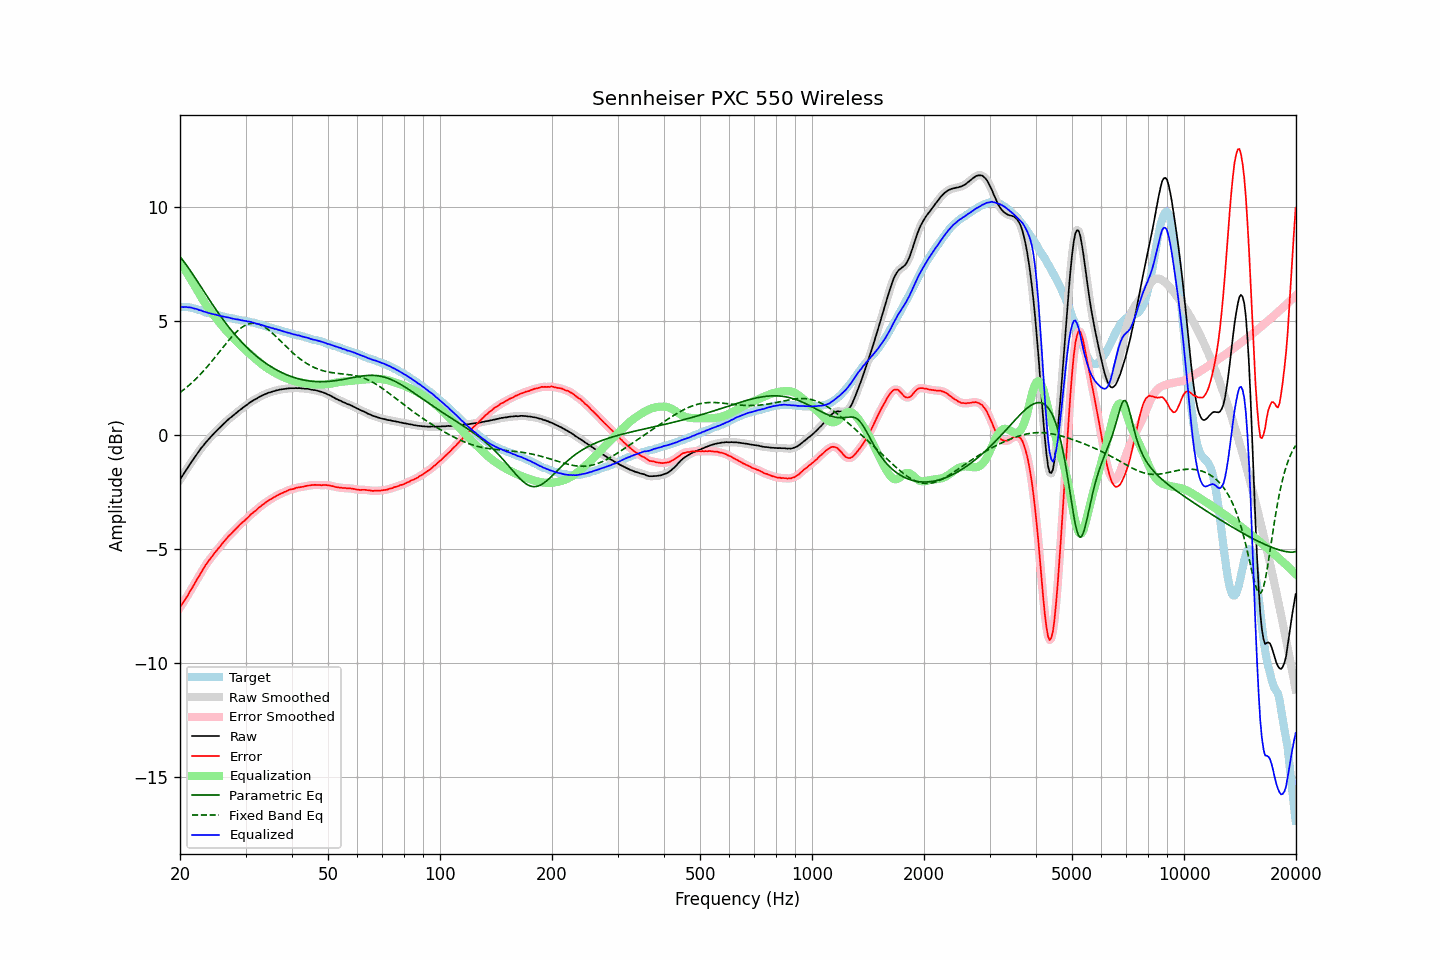 Sennheiser PXC 550 Wireless
Amplitude (dBr)
10
5
0
−5
−10
−15
Target
Raw Smoothed
Error Smoothed
Raw
Error
Equalization
Parametric Eq
Fixed Band Eq
Equalized
20 50 100 200 500 1000 2000 5000 10000 20000
Frequency (Hz)